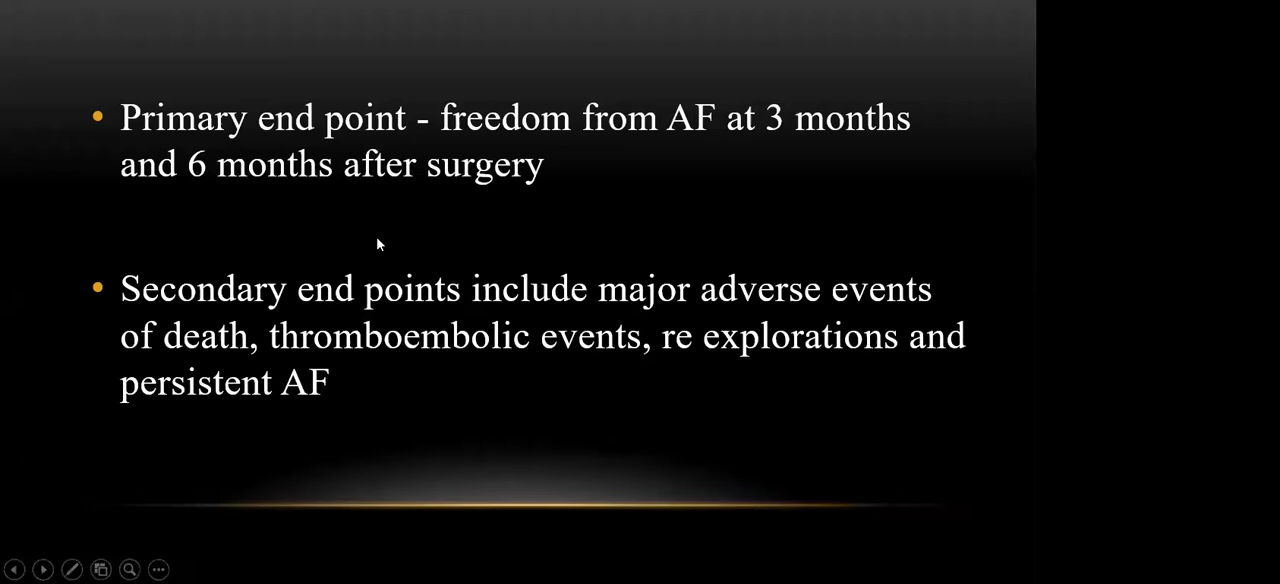 Primary end point - freedom from AF at 3 months
and 6 months after surgery
Secondary end points include major adverse events
of death, thromboembolic events, re explorations and
persistent AF